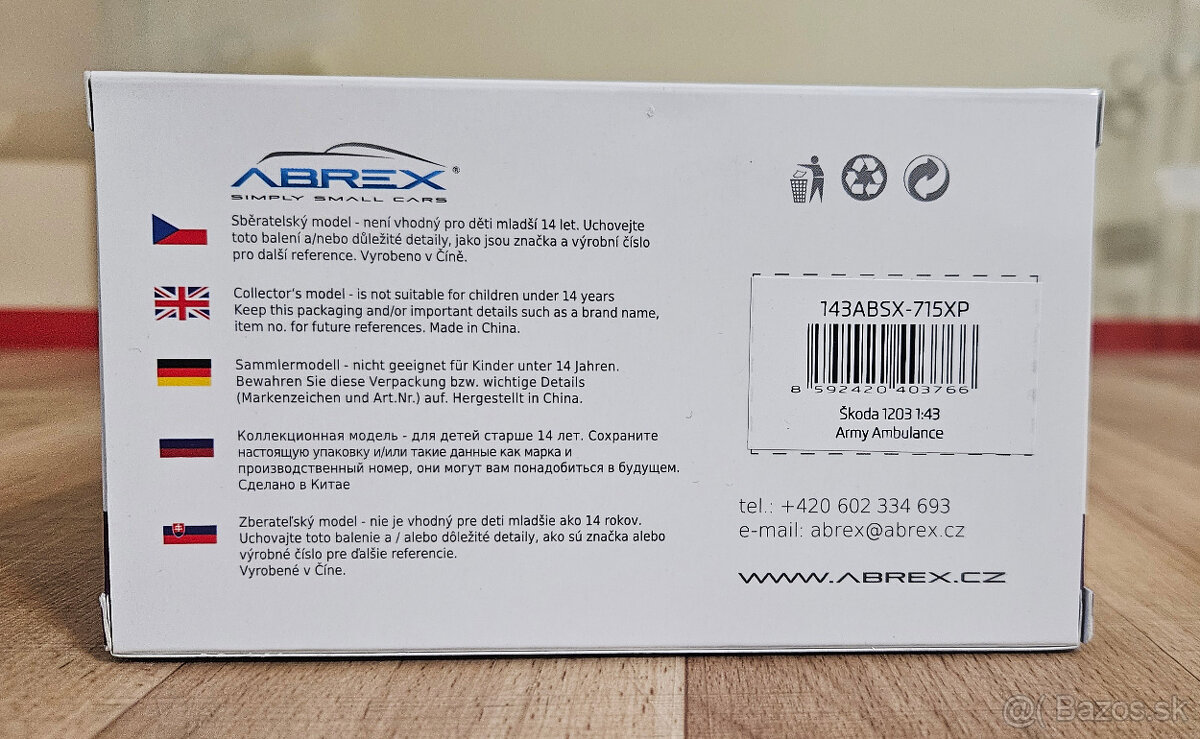 ABREX®
SIMPLY SMALL CARS
Sběratelský model - není vhodný pro děti mladší 14 let. Uchovejte
toto balení a/nebo důležité detaily, jako jsou značka a výrobní číslo
pro další reference. Vyrobeno v Číně.
Collector's model - is not suitable for children under 14 years
Keep this packaging and/or important details such as a brand name,
item no. for future references. Made in China.
Sammlermodell - nicht geeignet für Kinder unter 14 Jahren.
Bewahren Sie diese Verpackung bzw. wichtige Details
(Markenzeichen und Art.Nr.) auf. Hergestellt in China.
Коллекционная модель - для детей старше 14 лет. Сохраните
настоящую упаковку и/или такие данные как марка и
производственный номер, они могут вам понадобиться в будущем.
Сделано в Китае
Zberateľský model - nie je vhodný pre deti mladšie ako 14 rokov.
Uchovajte toto balenie a / alebo dôležité detaily, ako sú značka alebo
výrobné číslo pre ďalšie referencie.
Vyrobené v Číne.
143ABSX-715XP
8 592420 403766
Škoda 1203 1:43
Army Ambulance
tel.: +420 602 334 693
e-mail: abrex@abrex.cz
WWW.ABREX.CZ
Bazos.sk